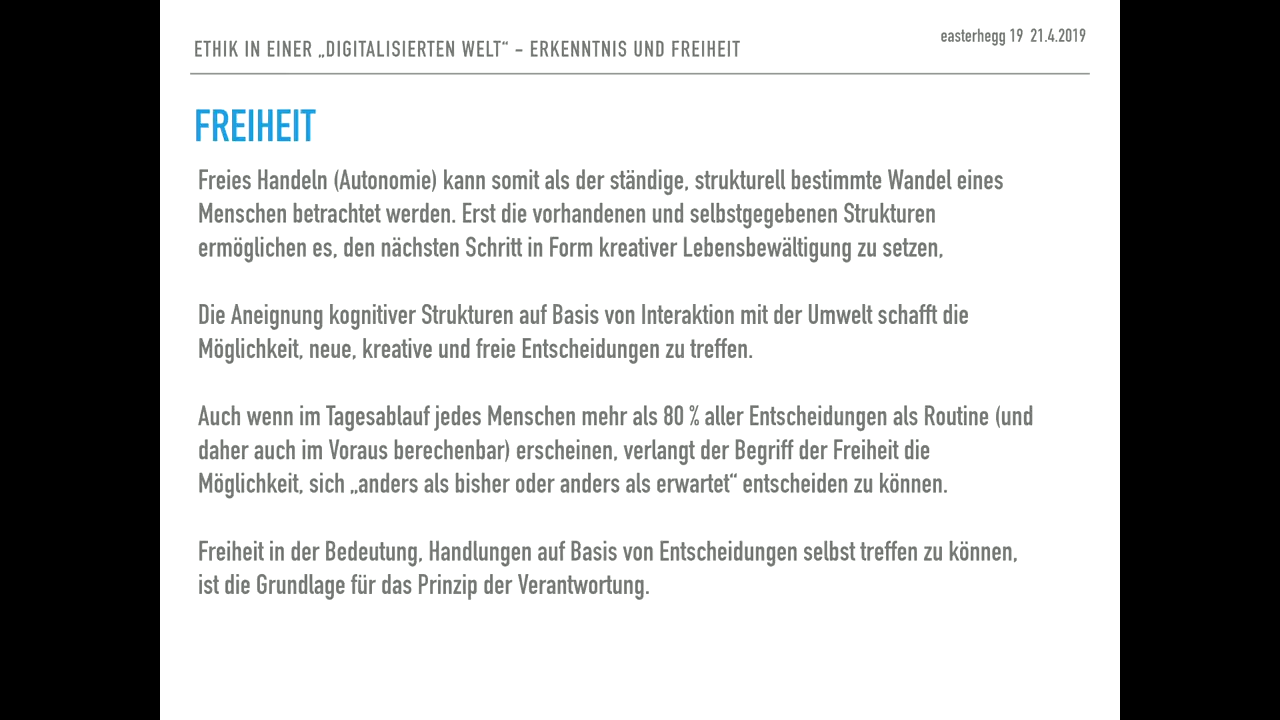 ETHIK IN EINER „DIGITALISIERTEN WELT“ – ERKENNTNIS UND FREIHEIT
easterhegg 19 21.4.2019
FREIHEIT
Freies Handeln (Autonomie) kann somit als der ständige, strukturell bestimmte Wandel eines
Menschen betrachtet werden. Erst die vorhandenen und selbstgegebenen Strukturen
ermöglichen es, den nächsten Schritt in Form kreativer Lebensbewältigung zu setzen,
Die Aneignung kognitiver Strukturen auf Basis von Interaktion mit der Umwelt schafft die
Möglichkeit, neue, kreative und freie Entscheidungen zu treffen.
Auch wenn im Tagesablauf jedes Menschen mehr als 80 % aller Entscheidungen als Routine (und
daher auch im Voraus berechenbar) erscheinen, verlangt der Begriff der Freiheit die
Möglichkeit, sich „anders als bisher oder anders als erwartet“ entscheiden zu können.
Freiheit in der Bedeutung, Handlungen auf Basis von Entscheidungen selbst treffen zu können,
ist die Grundlage für das Prinzip der Verantwortung.